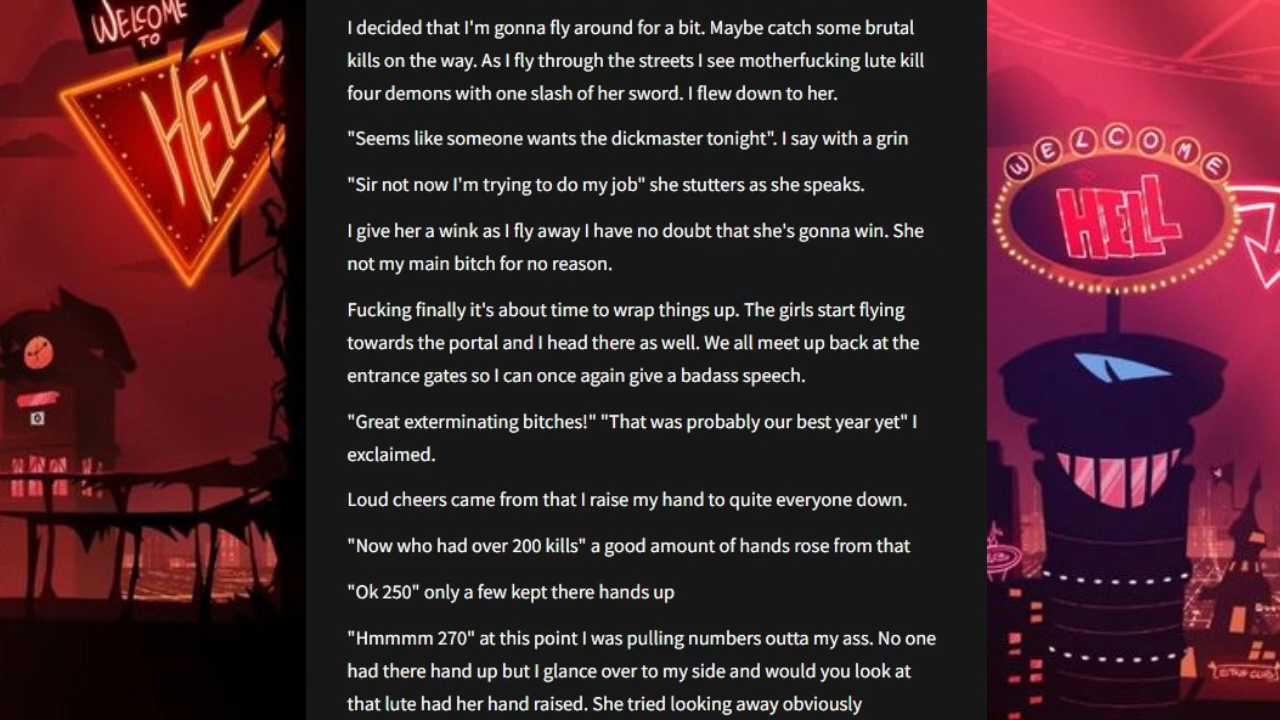 WELCOME
TO
HELL
I decided that I'm gonna fly around for a bit. Maybe catch some brutal
kills on the way. As I fly through the streets I see motherfucking lute kill
four demons with one slash of her sword. I flew down to her.
"Seems like someone wants the dickmaster tonight". I say with a grin
"Sir not now I'm trying to do my job" she stutters as she speaks.
I give her a wink as I fly away I have no doubt that she's gonna win. She
not my main bitch for no reason.
Fucking finally it's about time to wrap things up. The girls start flying
towards the portal and I head there as well. We all meet up back at the
entrance gates so I can once again give a badass speech.
"Great exterminating bitches!" "That was probably our best year yet" I
exclaimed.
Loud cheers came from that I raise my hand to quite everyone down.
"Now who had over 200 kills" a good amount of hands rose from that
"Ok 250" only a few kept there hands up
"Hmmmm 270" at this point I was pulling numbers outta my ass. No one
had there hand up but I glance over to my side and would you look at
that lute had her hand raised. She tried looking away obviously
WELCOME
HELL